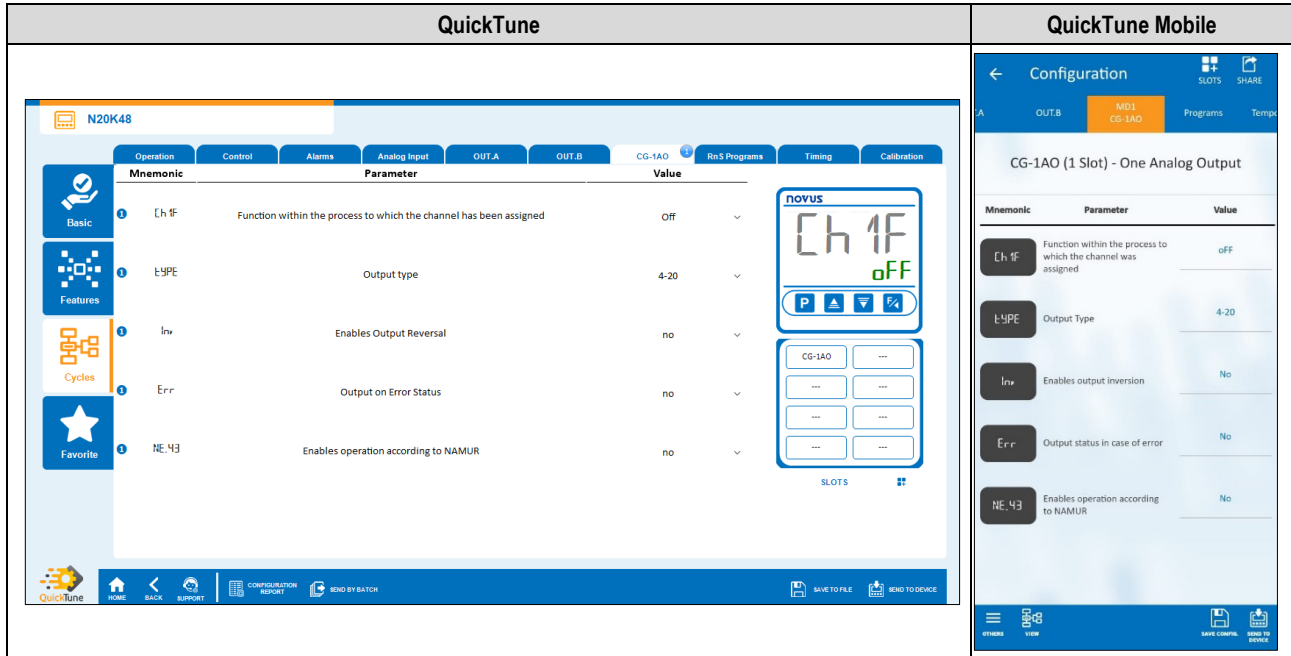 QuickTune
QuickTune Mobile
N20K48
Operation Control Alarms Analog Input OUT.A OUT.B CG-1AO RnS Programs Timing Calibration
Mnemonic Parameter Value
Basic
Features
Cycles
Favorite
Ch 1F Function within the process to which the channel has been assigned Off
tYPE Output type 4-20
Inv Enables Output Reversal no
Err Output on Error Status no
NE.43 Enables operation according to NAMUR no
novus
Ch 1F
oFF
P F/
CG-1AO ---
--- ---
--- ---
--- ---
SLOTS
QuickTune
HOME BACK SUPPORT CONFIGURATION REPORT SEND BY BATCH SAVE TO FILE SEND TO DEVICE
Configuration SLOTS SHARE
.A OUT.B MD1 CG-1AO Programs Tempo
CG-1AO (1 Slot) - One Analog Output
Mnemonic Parameter Value
Ch 1F Function within the process to which the channel was assigned oFF
tYPE Output Type 4-20
Inv Enables output inversion No
Err Output status in case of error No
NE.43 Enables operation according to NAMUR No
OTHERS VIEW SAVE CONFIG. SEND TO DEVICE